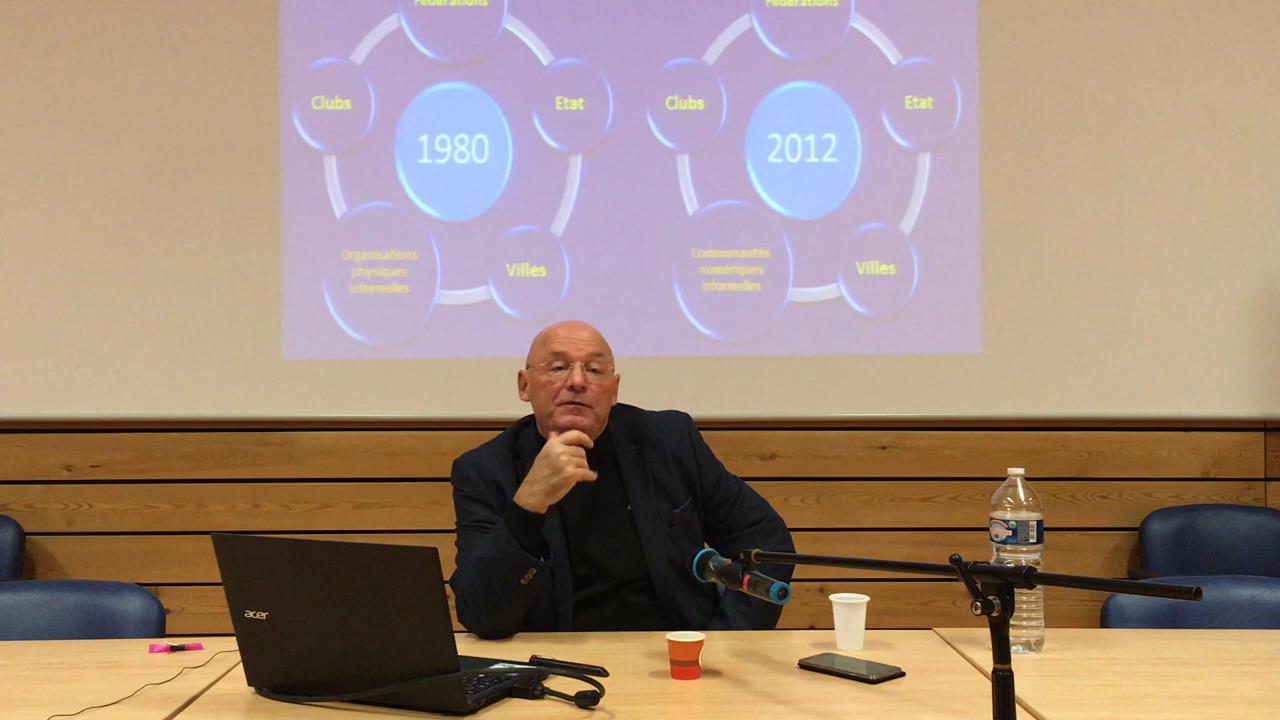 Fédérations
Clubs
Etat
1980
Organisations
physiques
informelles
Villes
Fédérations
Clubs
Etat
2012
Communautés
numériques
informelles
Villes
acer